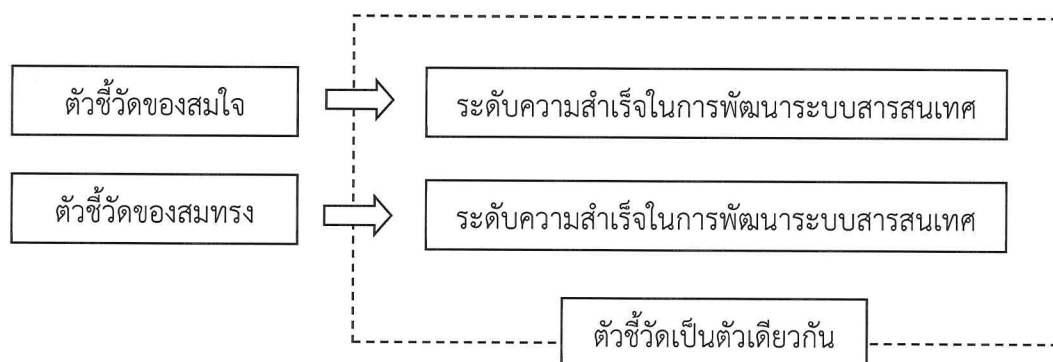 ตัวชี้วัดของสมใจ
ระดับความสำเร็จในการพัฒนาระบบสารสนเทศ
ตัวชี้วัดของสมทรง
ระดับความสำเร็จในการพัฒนาระบบสารสนเทศ
ตัวชี้วัดเป็นตัวเดียวกัน